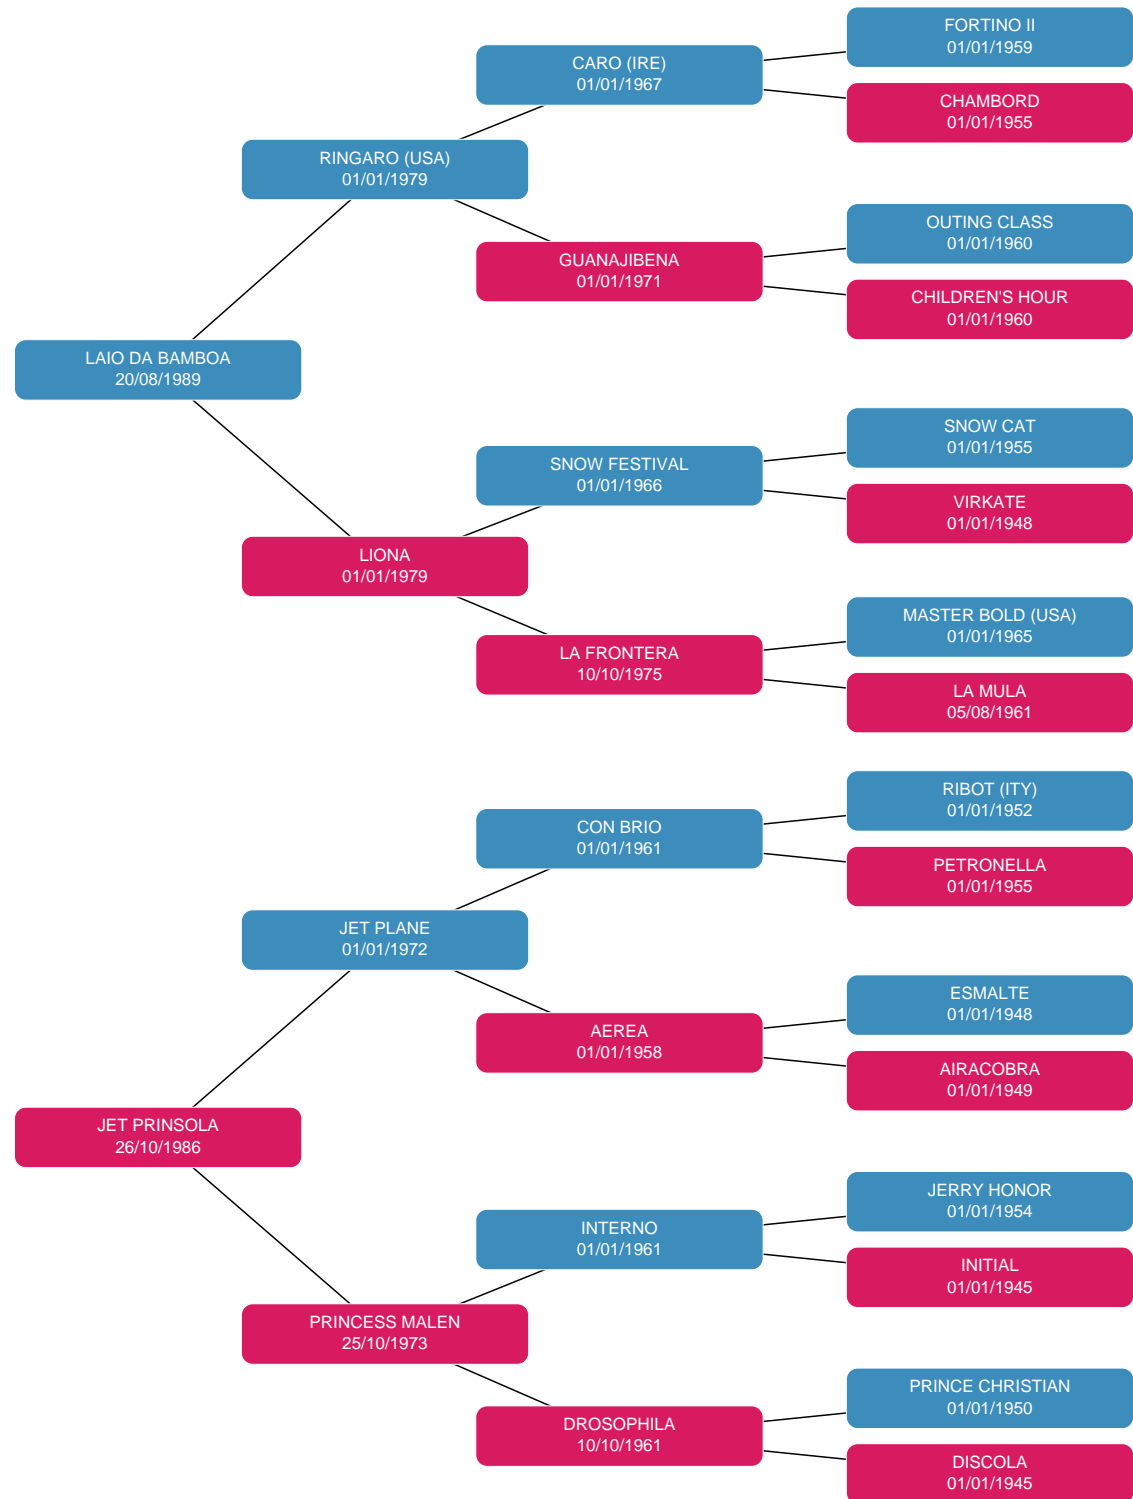 FORTINO II
01/01/1959
CARO (IRE)
01/01/1967
CHAMBORD
01/01/1955
RINGARO (USA)
01/01/1979
OUTING CLASS
01/01/1960
GUANAJIBENA
01/01/1971
CHILDREN'S HOUR
01/01/1960
LAIO DA BAMBOA
20/08/1989
SNOW CAT
01/01/1955
SNOW FESTIVAL
01/01/1966
VIRKATE
01/01/1948
LIONA
01/01/1979
MASTER BOLD (USA)
01/01/1965
LA FRONTERA
10/10/1975
LA MULA
05/08/1961
RIBOT (ITY)
01/01/1952
CON BRIO
01/01/1961
PETRONELLA
01/01/1955
JET PLANE
01/01/1972
ESMALTE
01/01/1948
AEREA
01/01/1958
AIRACOBRA
01/01/1949
JET PRINSOLA
26/10/1986
JERRY HONOR
01/01/1954
INTERNO
01/01/1961
INITIAL
01/01/1945
PRINCESS MALEN
25/10/1973
PRINCE CHRISTIAN
01/01/1950
DROSOPHILA
10/10/1961
DISCOLA
01/01/1945